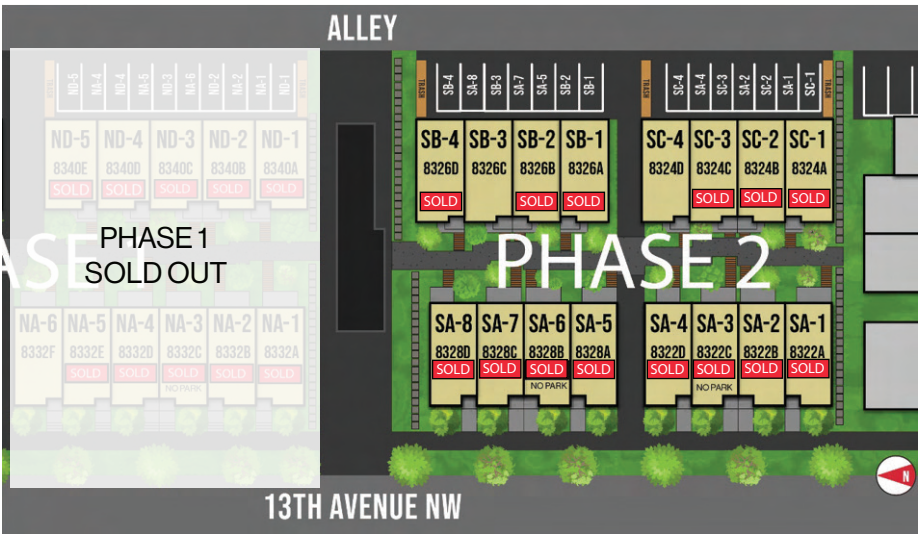 ALLEY
TRASH ND-5 NA-4 ND-4 NA-5 ND-3 NA-6 ND-2 NA-2 NA-1 ND-1 TRASH
TRASH SB-4 SA-8 SB-3 SA-7 SA-5 SB-2 SB-1
SC-4 SA-4 SC-3 SA-2 SC-2 SA-1 SC-1 TRASH
TRASH
ND-5 ND-4 ND-3 ND-2 ND-1
8340E 8340D 8340C 8340B 8340A
SOLD SOLD SOLD SOLD SOLD
SB-4 SB-3 SB-2 SB-1
8326D 8326C 8326B 8326A
SOLD SOLD SOLD
SC-4 SC-3 SC-2 SC-1
8324D 8324C 8324B 8324A
SOLD SOLD SOLD
PHASE 1
SOLD OUT
PHASE 2
NA-6 NA-5 NA-4 NA-3 NA-2 NA-1
8332F 8332E 8332D 8332C 8332B 8332A
SOLD SOLD SOLD SOLD SOLD
NO PARK
SA-8 SA-7 SA-6 SA-5
8328D 8328C 8328B 8328A
SOLD SOLD SOLD SOLD
NO PARK
SA-4 SA-3 SA-2 SA-1
8322D 8322C 8322B 8322A
SOLD SOLD SOLD SOLD
NO PARK
13TH AVENUE NW
N